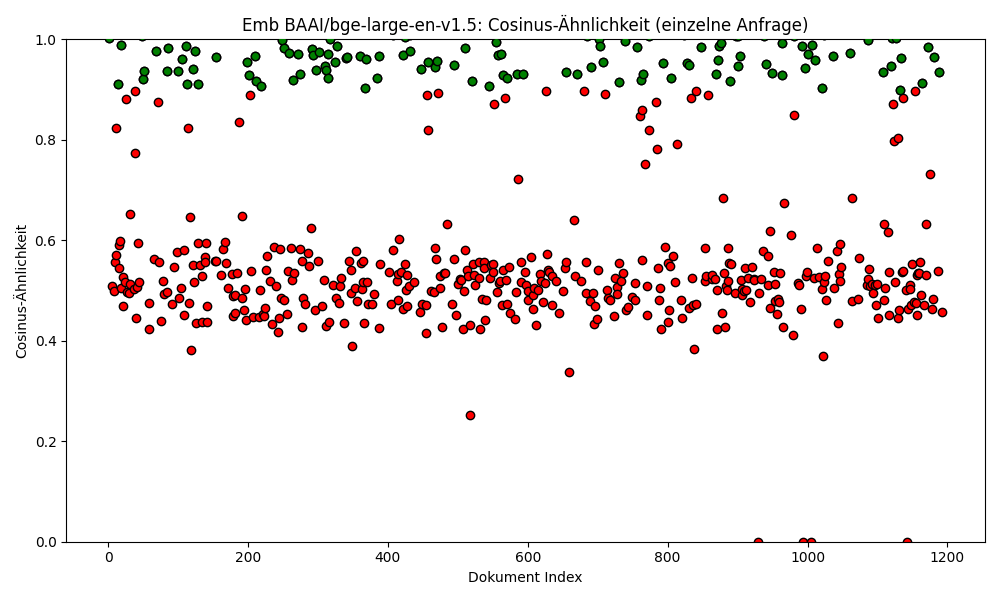 Emb BAAI/bge-large-en-v1.5: Cosinus-Ähnlichkeit (einzelne Anfrage)
1.0
0.8
0.6
0.4
0.2
0.0
Cosinus-Ähnlichkeit
0 200 400 600 800 1000 1200
Dokument Index